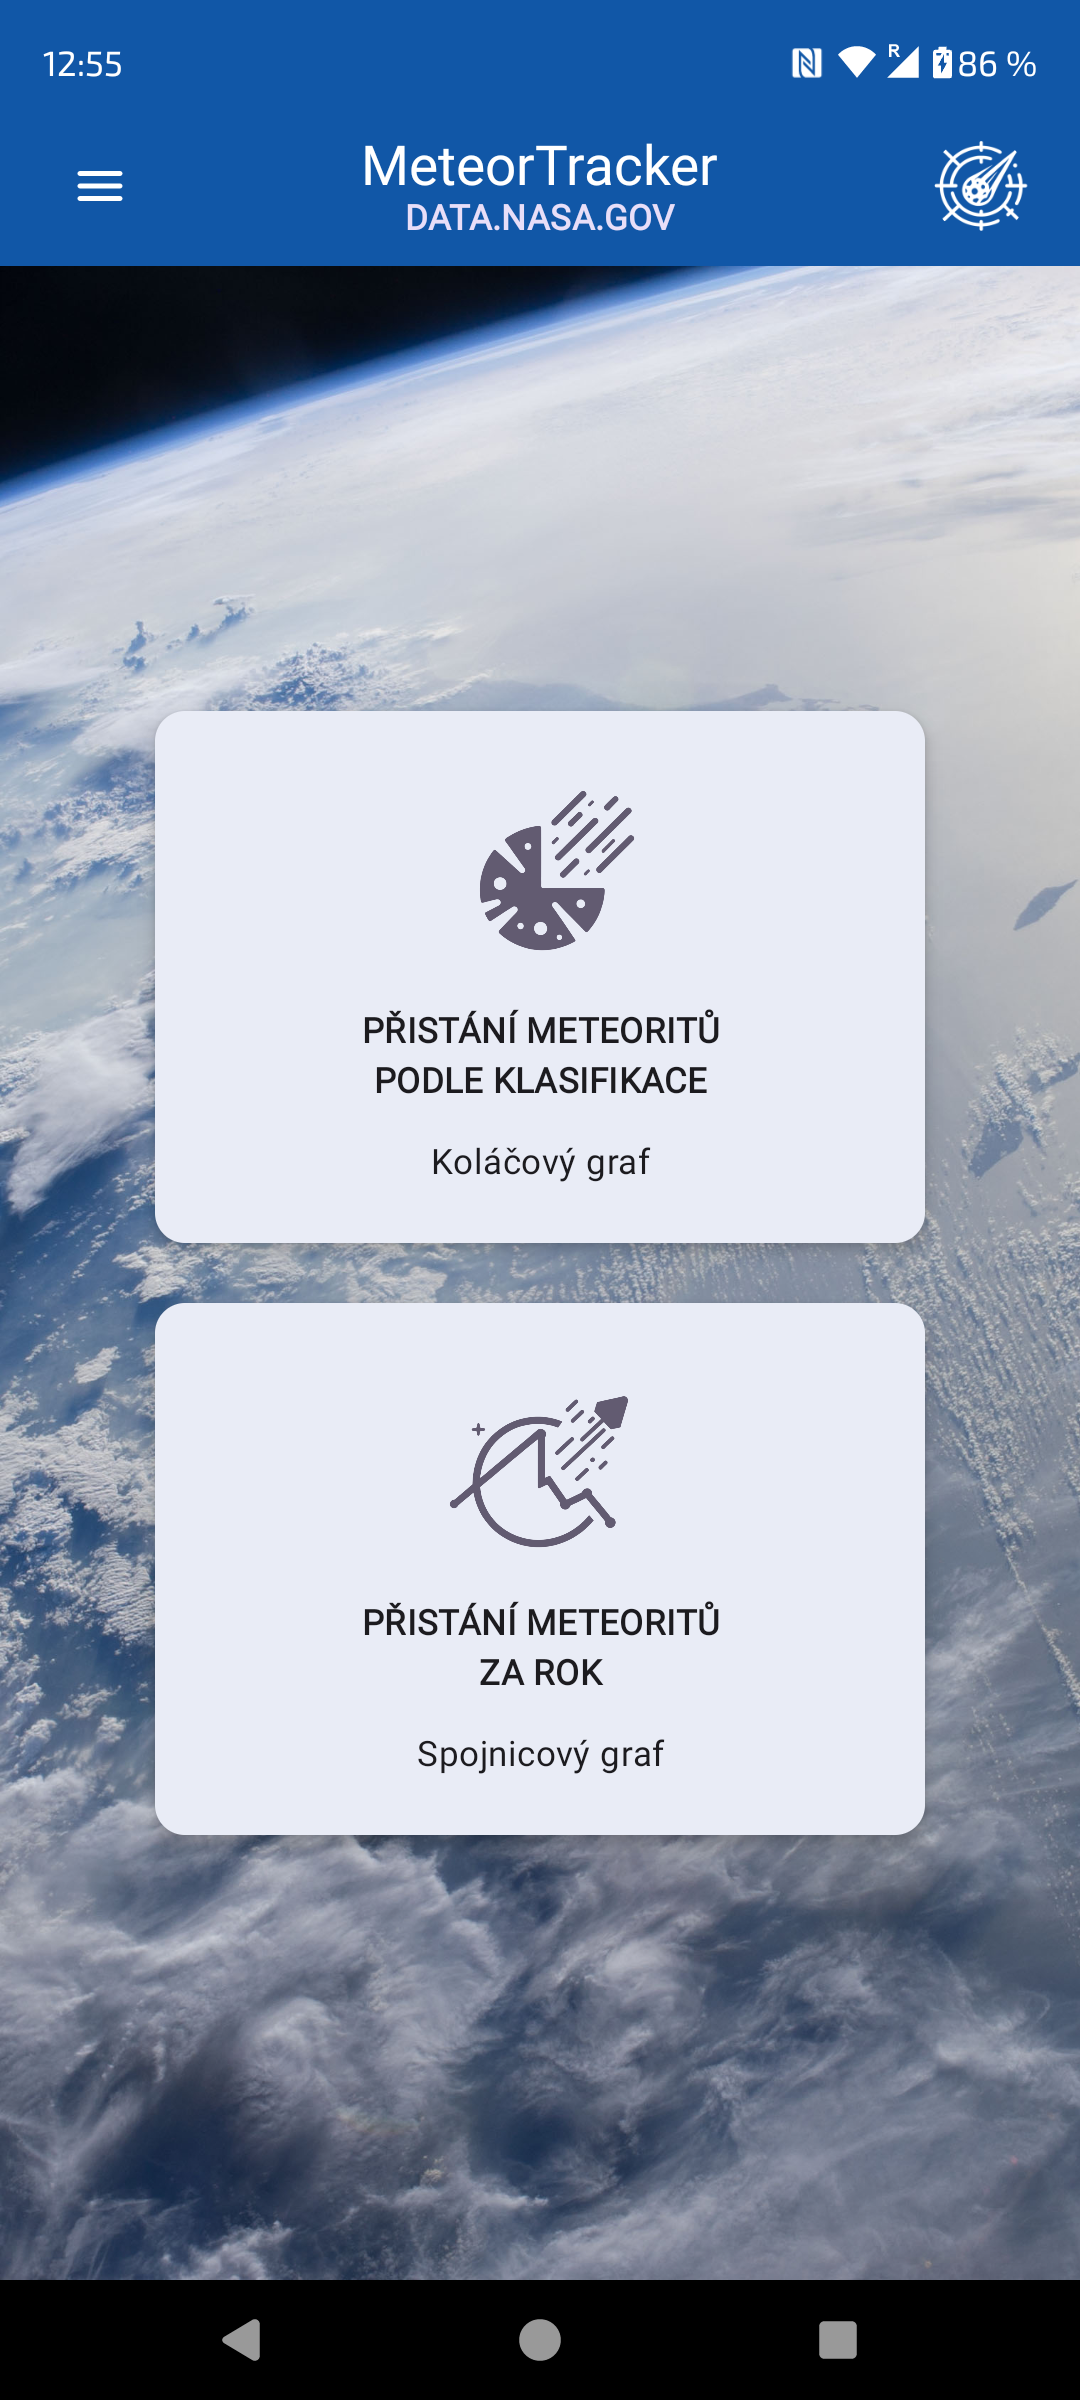 12:55
R
86 %
MeteorTracker
DATA.NASA.GOV
PŘISTÁNÍ METEORITŮ
PODLE KLASIFIKACE
Koláčový graf
PŘISTÁNÍ METEORITŮ
ZA ROK
Spojnicový graf